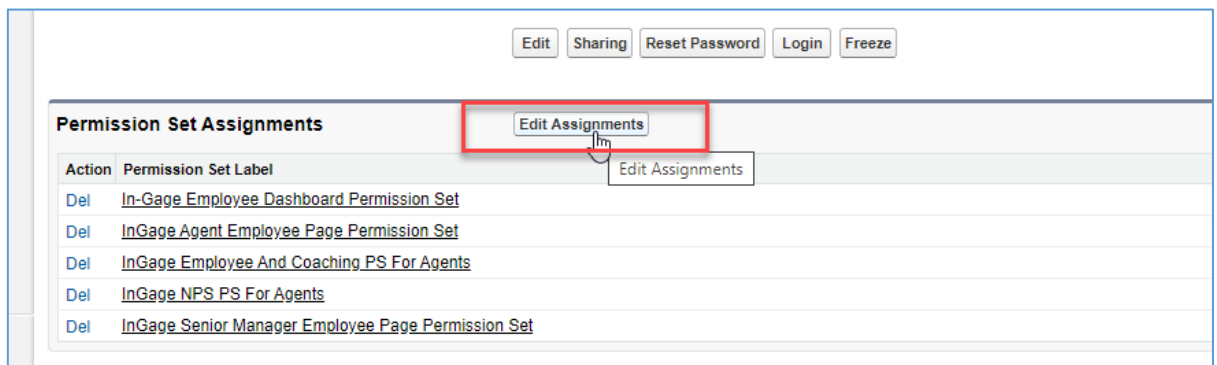 Edit Sharing Reset Password Login Freeze
Permission Set Assignments Edit Assignments
Edit Assignments
Action Permission Set Label
Del In-Gage Employee Dashboard Permission Set
Del InGage Agent Employee Page Permission Set
Del InGage Employee And Coaching PS For Agents
Del InGage NPS PS For Agents
Del InGage Senior Manager Employee Page Permission Set